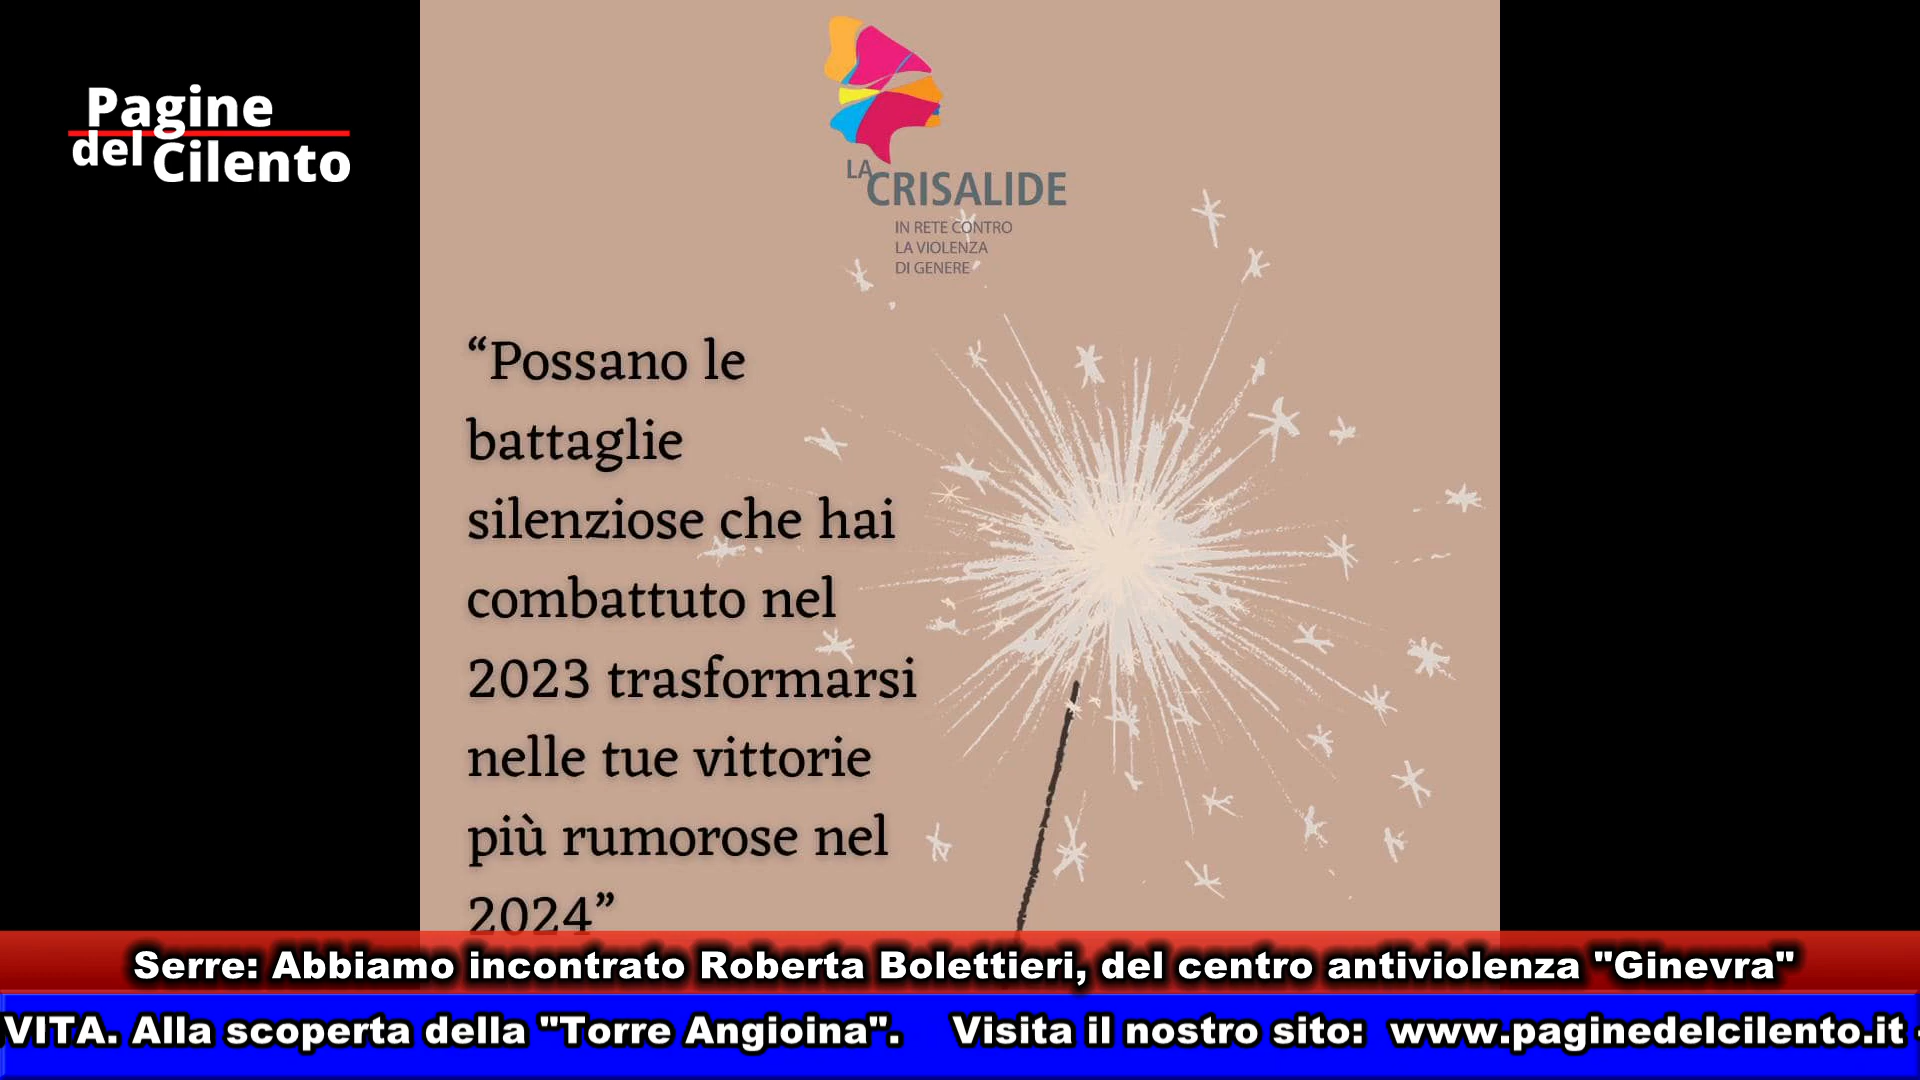 Pagine
del Cilento
LA
CRISALIDE
IN RETE CONTRO
LA VIOLENZA
DI GENERE
“Possano le
battaglie
silenziose che hai
combattuto nel
2023 trasformarsi
nelle tue vittorie
più rumorose nel
2024”
Serre: Abbiamo incontrato Roberta Bolettieri, del centro antiviolenza "Ginevra"
VITA. Alla scoperta della "Torre Angioina". Visita il nostro sito: www.paginedelcilento.it -